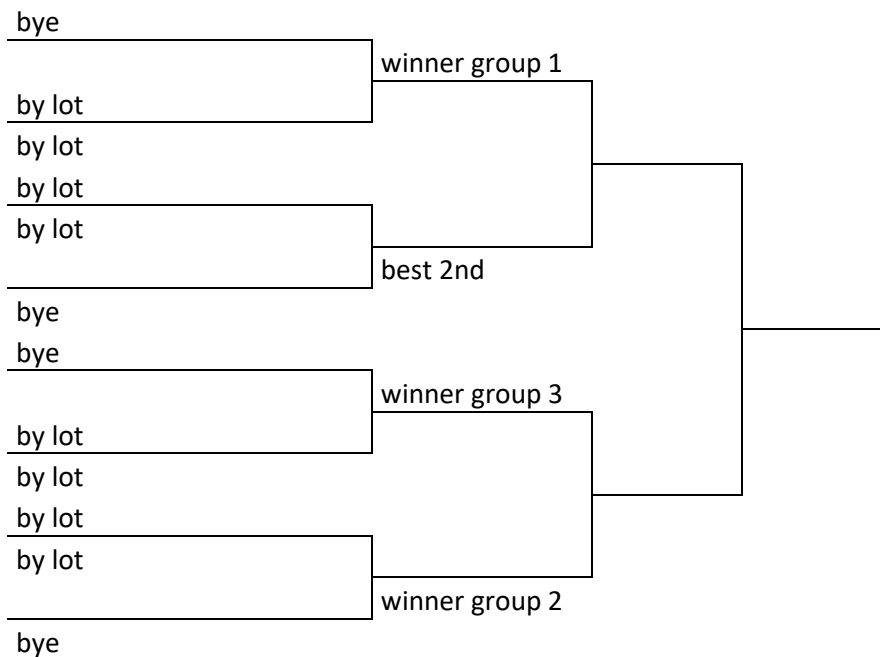 bye
winner group 1
by lot
by lot
by lot
by lot
best 2nd
bye
bye
winner group 3
by lot
by lot
by lot
by lot
winner group 2
bye